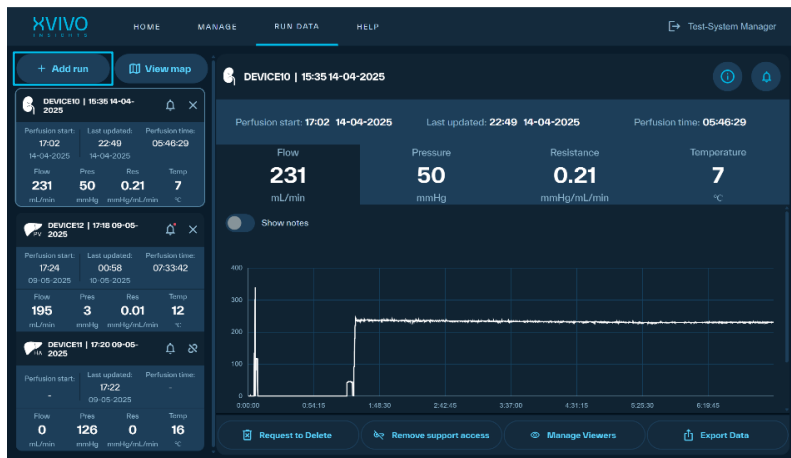 XVIVO
INSIGHTS
HOME MANAGE RUN DATA HELP Test-System Manager
+ Add run
View map
DEVICE10 | 15:35 14-04-
2025
Perfusion start: Last updated: Perfusion time:
17:02 22:49 05:46:29
14-04-2025 14-04-2025
Flow Pres Res Temp
231 50 0.21 7
mL/min mmHg mmHg/mL/min °C
DEVICE12 | 17:18 09-05-
2025
PV
Perfusion start: Last updated: Perfusion time:
17:24 00:58 07:33:42
09-05-2025 10-05-2025
Flow Pres Res Temp
195 3 0.01 12
mL/min mmHg mmHg/mL/min °C
DEVICE11 | 17:20 09-05-
2025
HA
Perfusion start: Last updated: Perfusion time:
- 17:22 -
09-05-2025
Flow Pres Res Temp
0 126 0 16
mL/min mmHg mmHg/mL/min °C
DEVICE10 | 15:35 14-04-2025
Perfusion start: 17:02 14-04-2025 Last updated: 22:49 14-04-2025 Perfusion time: 05:46:29
Flow Pressure Resistance Temperature
231 50 0.21 7
mL/min mmHg mmHg/mL/min °C
Show notes
400
300
200
100
0
0:00:00 0:54:15 1:48:30 2:42:45 3:37:00 4:31:15 5:25:30 6:19:45
Request to Delete
Remove support access
Manage Viewers
Export Data